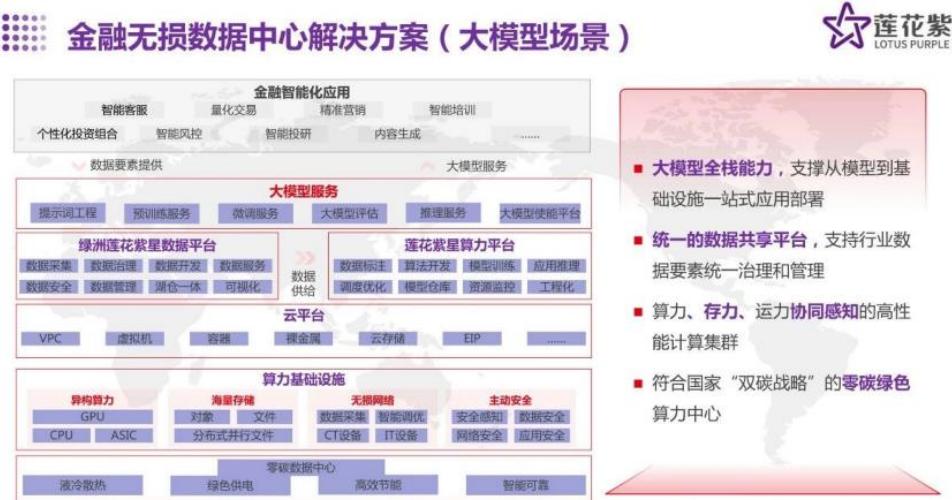 金融无损数据中心解决方案（大模型场景）
莲花紫
LOTUS PURPLE
金融智能化应用
智能客服 量化交易 精准营销 智能培训
个性化投资组合 智能风控 智能投研 内容生成 ......
数据要素提供 大模型服务
大模型服务
提示词工程 预训练服务 微调服务 大模型评估 推理服务 大模型使能平台
绿洲莲花紫星数据平台
数据采集 数据治理 数据开发 数据服务
数据安全 数据管理 湖仓一体 可视化
数据
供给
莲花紫星算力平台
数据标注 算法开发 模型训练 应用推理
调度优化 模型仓库 资源监控 工程化
云平台
VPC 虚拟机 容器 裸金属 云存储 EIP ......
算力基础设施
异构算力 海量存储 无损网络 主动安全
GPU 对象 文件 数据采集 智能调优 安全感知 数据安全
CPU ASIC 分布式并行文件 CT设备 IT设备 网络安全 应用安全
零碳数据中心
液冷散热 绿色供电 高效节能 智能可靠
大模型全栈能力，支撑从模型到基
础设施一站式应用部署
统一的数据共享平台，支持行业数
据要素统一治理和管理
算力、存力、运力协同感知的高性
能计算集群
符合国家“双碳战略”的零碳绿色
算力中心